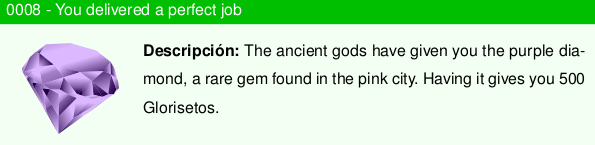 0008 - You delivered a perfect job
Descripción: The ancient gods have given you the purple dia-
mond, a rare gem found in the pink city. Having it gives you 500
Glorisetos.